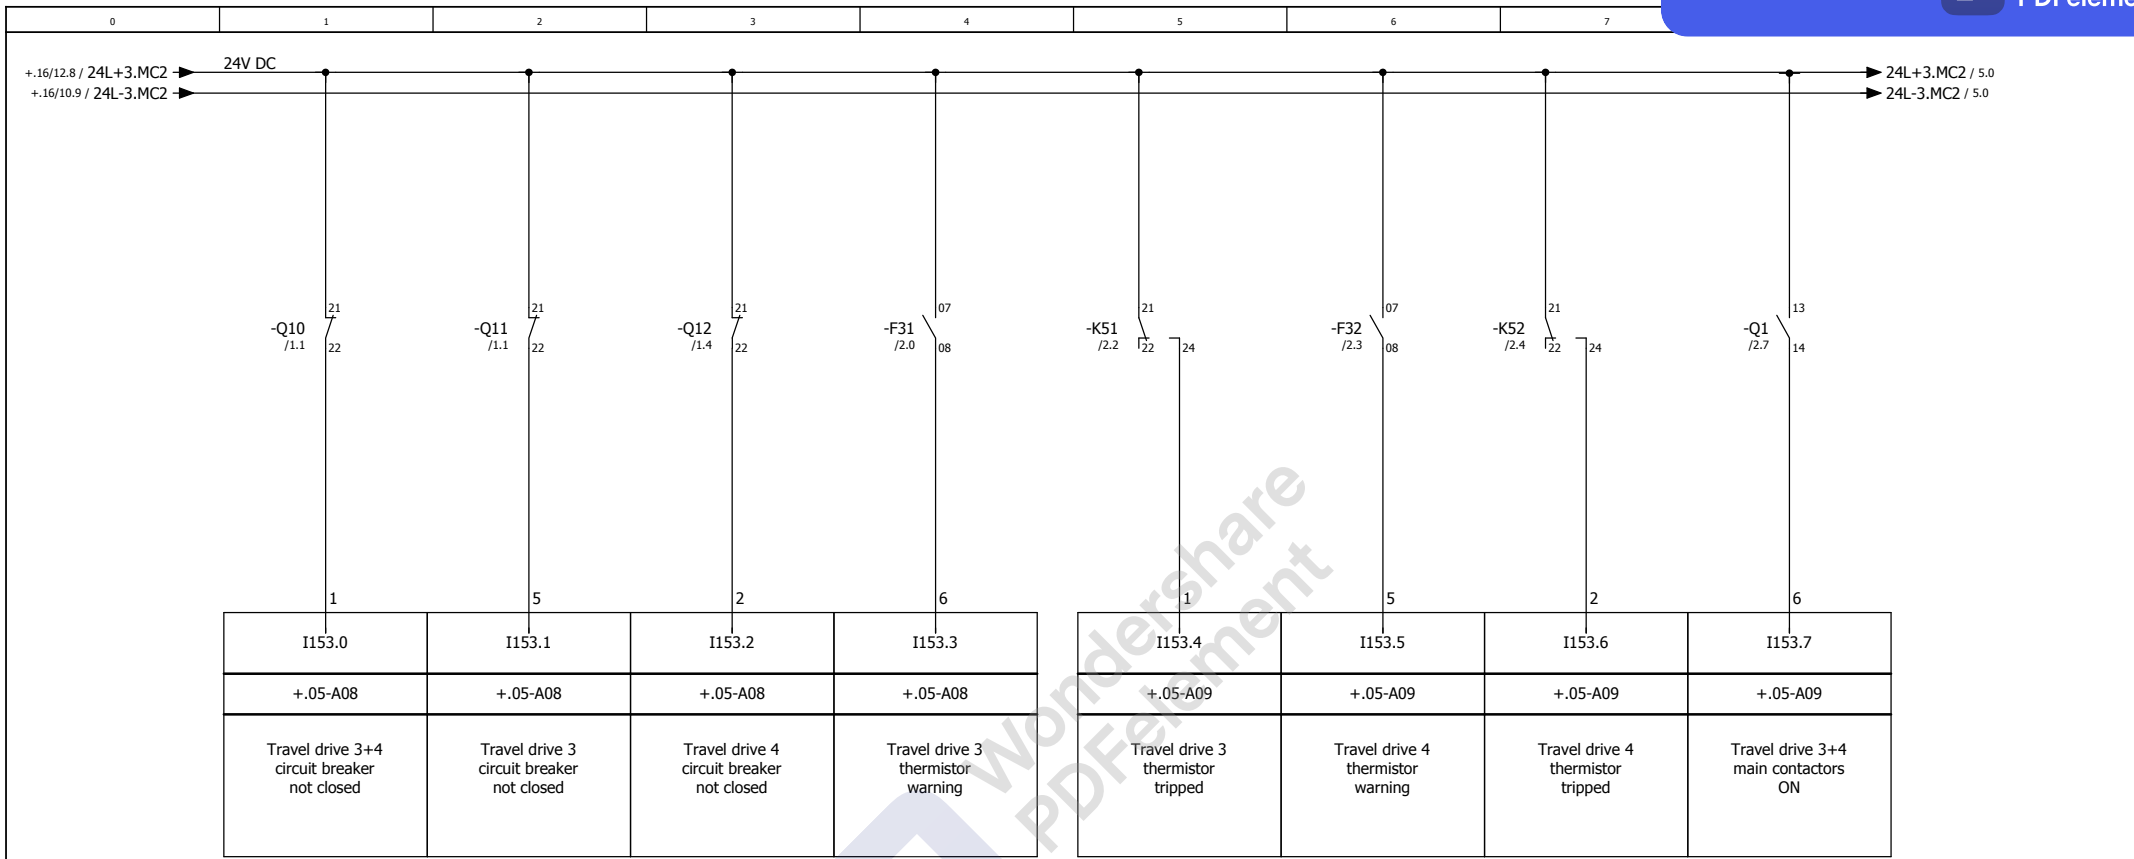 0 1 2 3 4 5 6 7
+.16/12.8 / 24L+3.MC2 24V DC 24L+3.MC2 / 5.0
+.16/10.9 / 24L-3.MC2 24L-3.MC2 / 5.0
21 21 21 07 21 07 21 13
-Q10 -Q11 -Q12 -F31 -K51 -F32 -K52 -Q1
/1.1 /1.1 /1.4 /2.0 /2.2 /2.3 /2.4 /2.7
22 22 22 08 22 24 08 22 24 14
1 5 2 6 1 5 2 6
I153.0 I153.1 I153.2 I153.3 I153.4 I153.5 I153.6 I153.7
+.05-A08 +.05-A08 +.05-A08 +.05-A08 +.05-A09 +.05-A09 +.05-A09 +.05-A09
Travel drive 3+4
circuit breaker
not closed
Travel drive 3
circuit breaker
not closed
Travel drive 4
circuit breaker
not closed
Travel drive 3
thermistor
warning
Travel drive 3
thermistor
tripped
Travel drive 4
thermistor
warning
Travel drive 4
thermistor
tripped
Travel drive 3+4
main contactors
ON
Wondershare
PDFelement